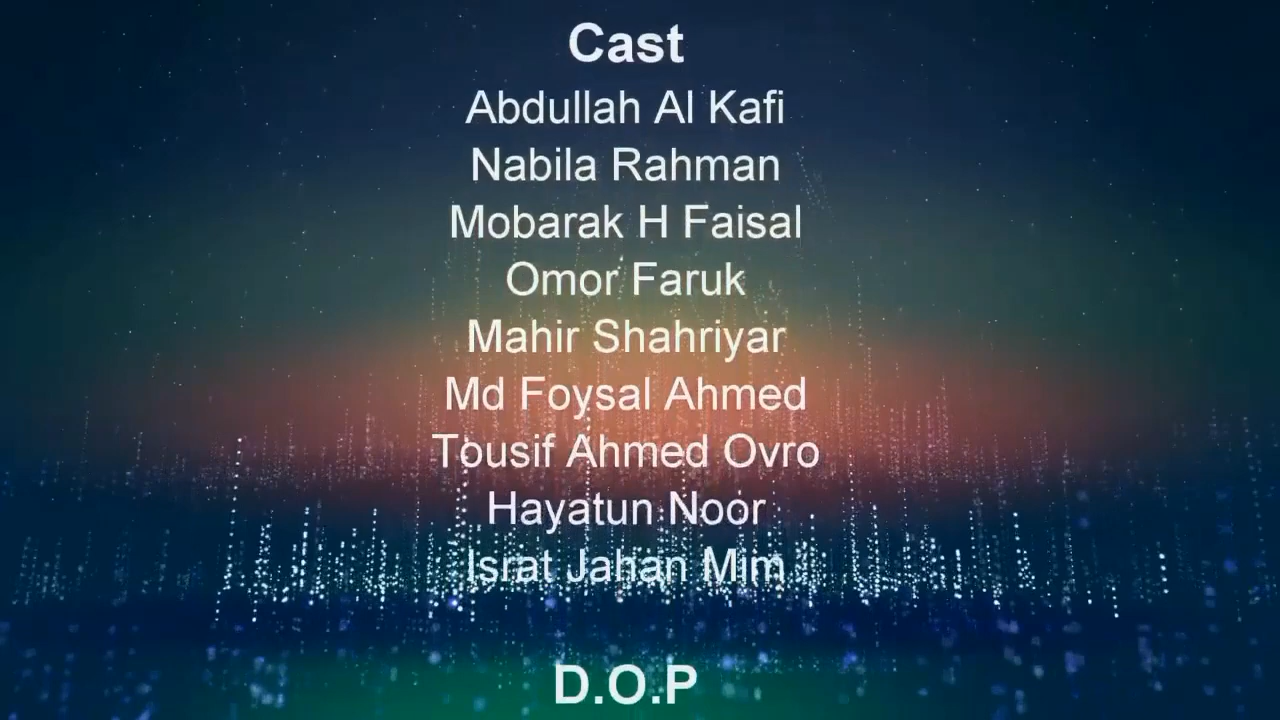 Cast
Abdullah Al Kafi
Nabila Rahman
Mobarak H Faisal
Omor Faruk
Mahir Shahriyar
Md Foysal Ahmed
Tousif Ahmed Ovro
Hayatun Noor
Israt Jahan Mim
D.O.P